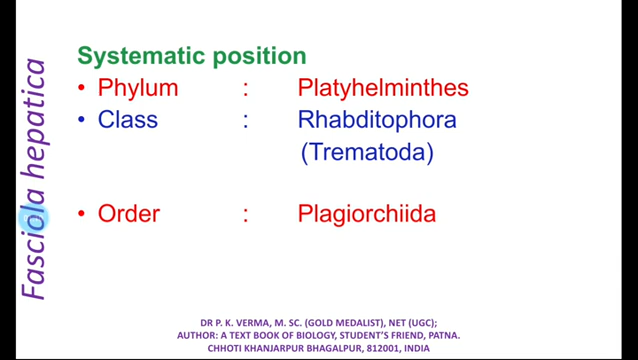 Fasciola hepatica
Systematic position
• Phylum : Platyhelminthes
• Class : Rhabditophora
(Trematoda)
• Order : Plagiorchiida
DR P. K. VERMA, M. SC. (GOLD MEDALIST), NET (UGC);
AUTHOR: A TEXT BOOK OF BIOLOGY, STUDENT'S FRIEND, PATNA.
CHHOTI KHANJARPUR BHAGALPUR, 812001, INDIA